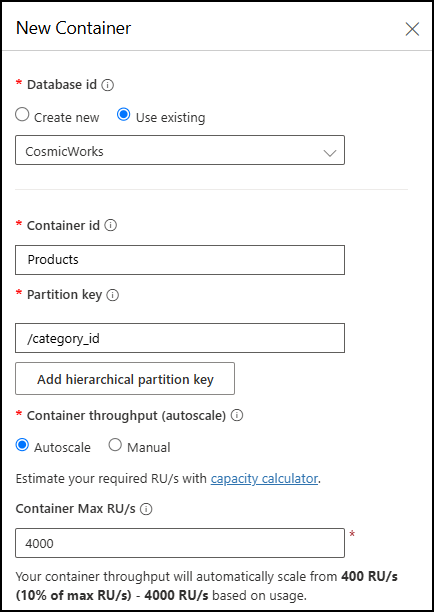 New Container
* Database id
Create new Use existing
CosmicWorks
* Container id
Products
* Partition key
/category_id
Add hierarchical partition key
* Container throughput (autoscale)
Autoscale Manual
Estimate your required RU/s with capacity calculator.
Container Max RU/s
4000 *
Your container throughput will automatically scale from 400 RU/s
(10% of max RU/s) - 4000 RU/s based on usage.